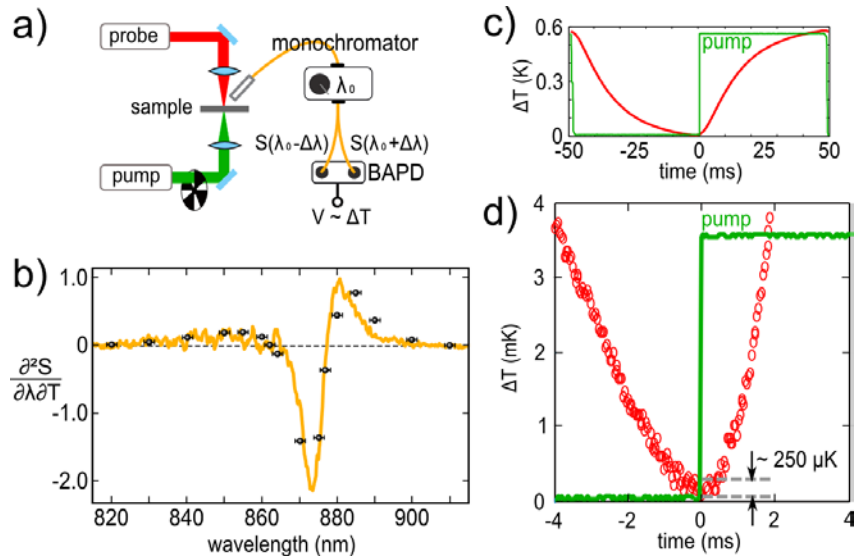 a)
probe
monochromator
λ₀
sample
S(λ₀-Δλ) S(λ₀+Δλ)
pump
BAPD
V ~ ΔT
b)
1.0
0
-1.0
-2.0
∂²S
∂λ∂T
820 840 860 880 900
wavelength (nm)
c)
0.6
0.3
0
ΔT (K)
pump
-50 -25 0 25 50
time (ms)
d)
pump
4
3
2
1
0
ΔT (mK)
~ 250 µK
-4 -2 0 2 4
time (ms)